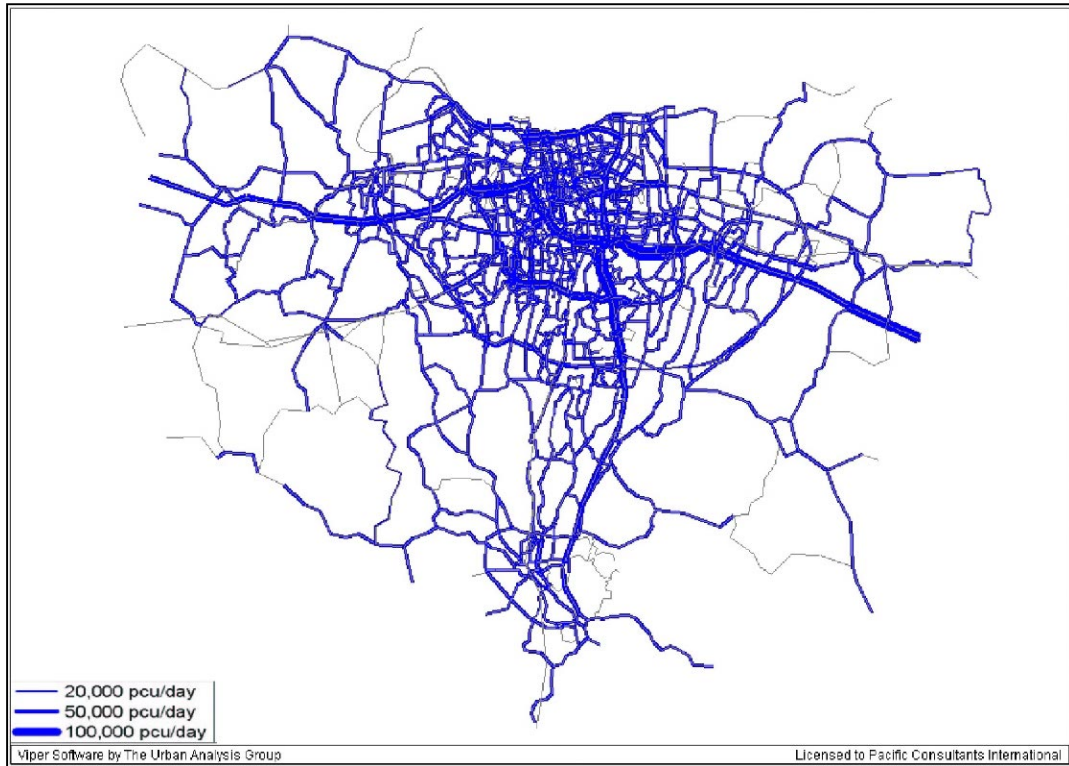 20,000 pcu/day
50,000 pcu/day
100,000 pcu/day
Viper Software by The Urban Analysis Group
Licensed to Pacific Consultants International